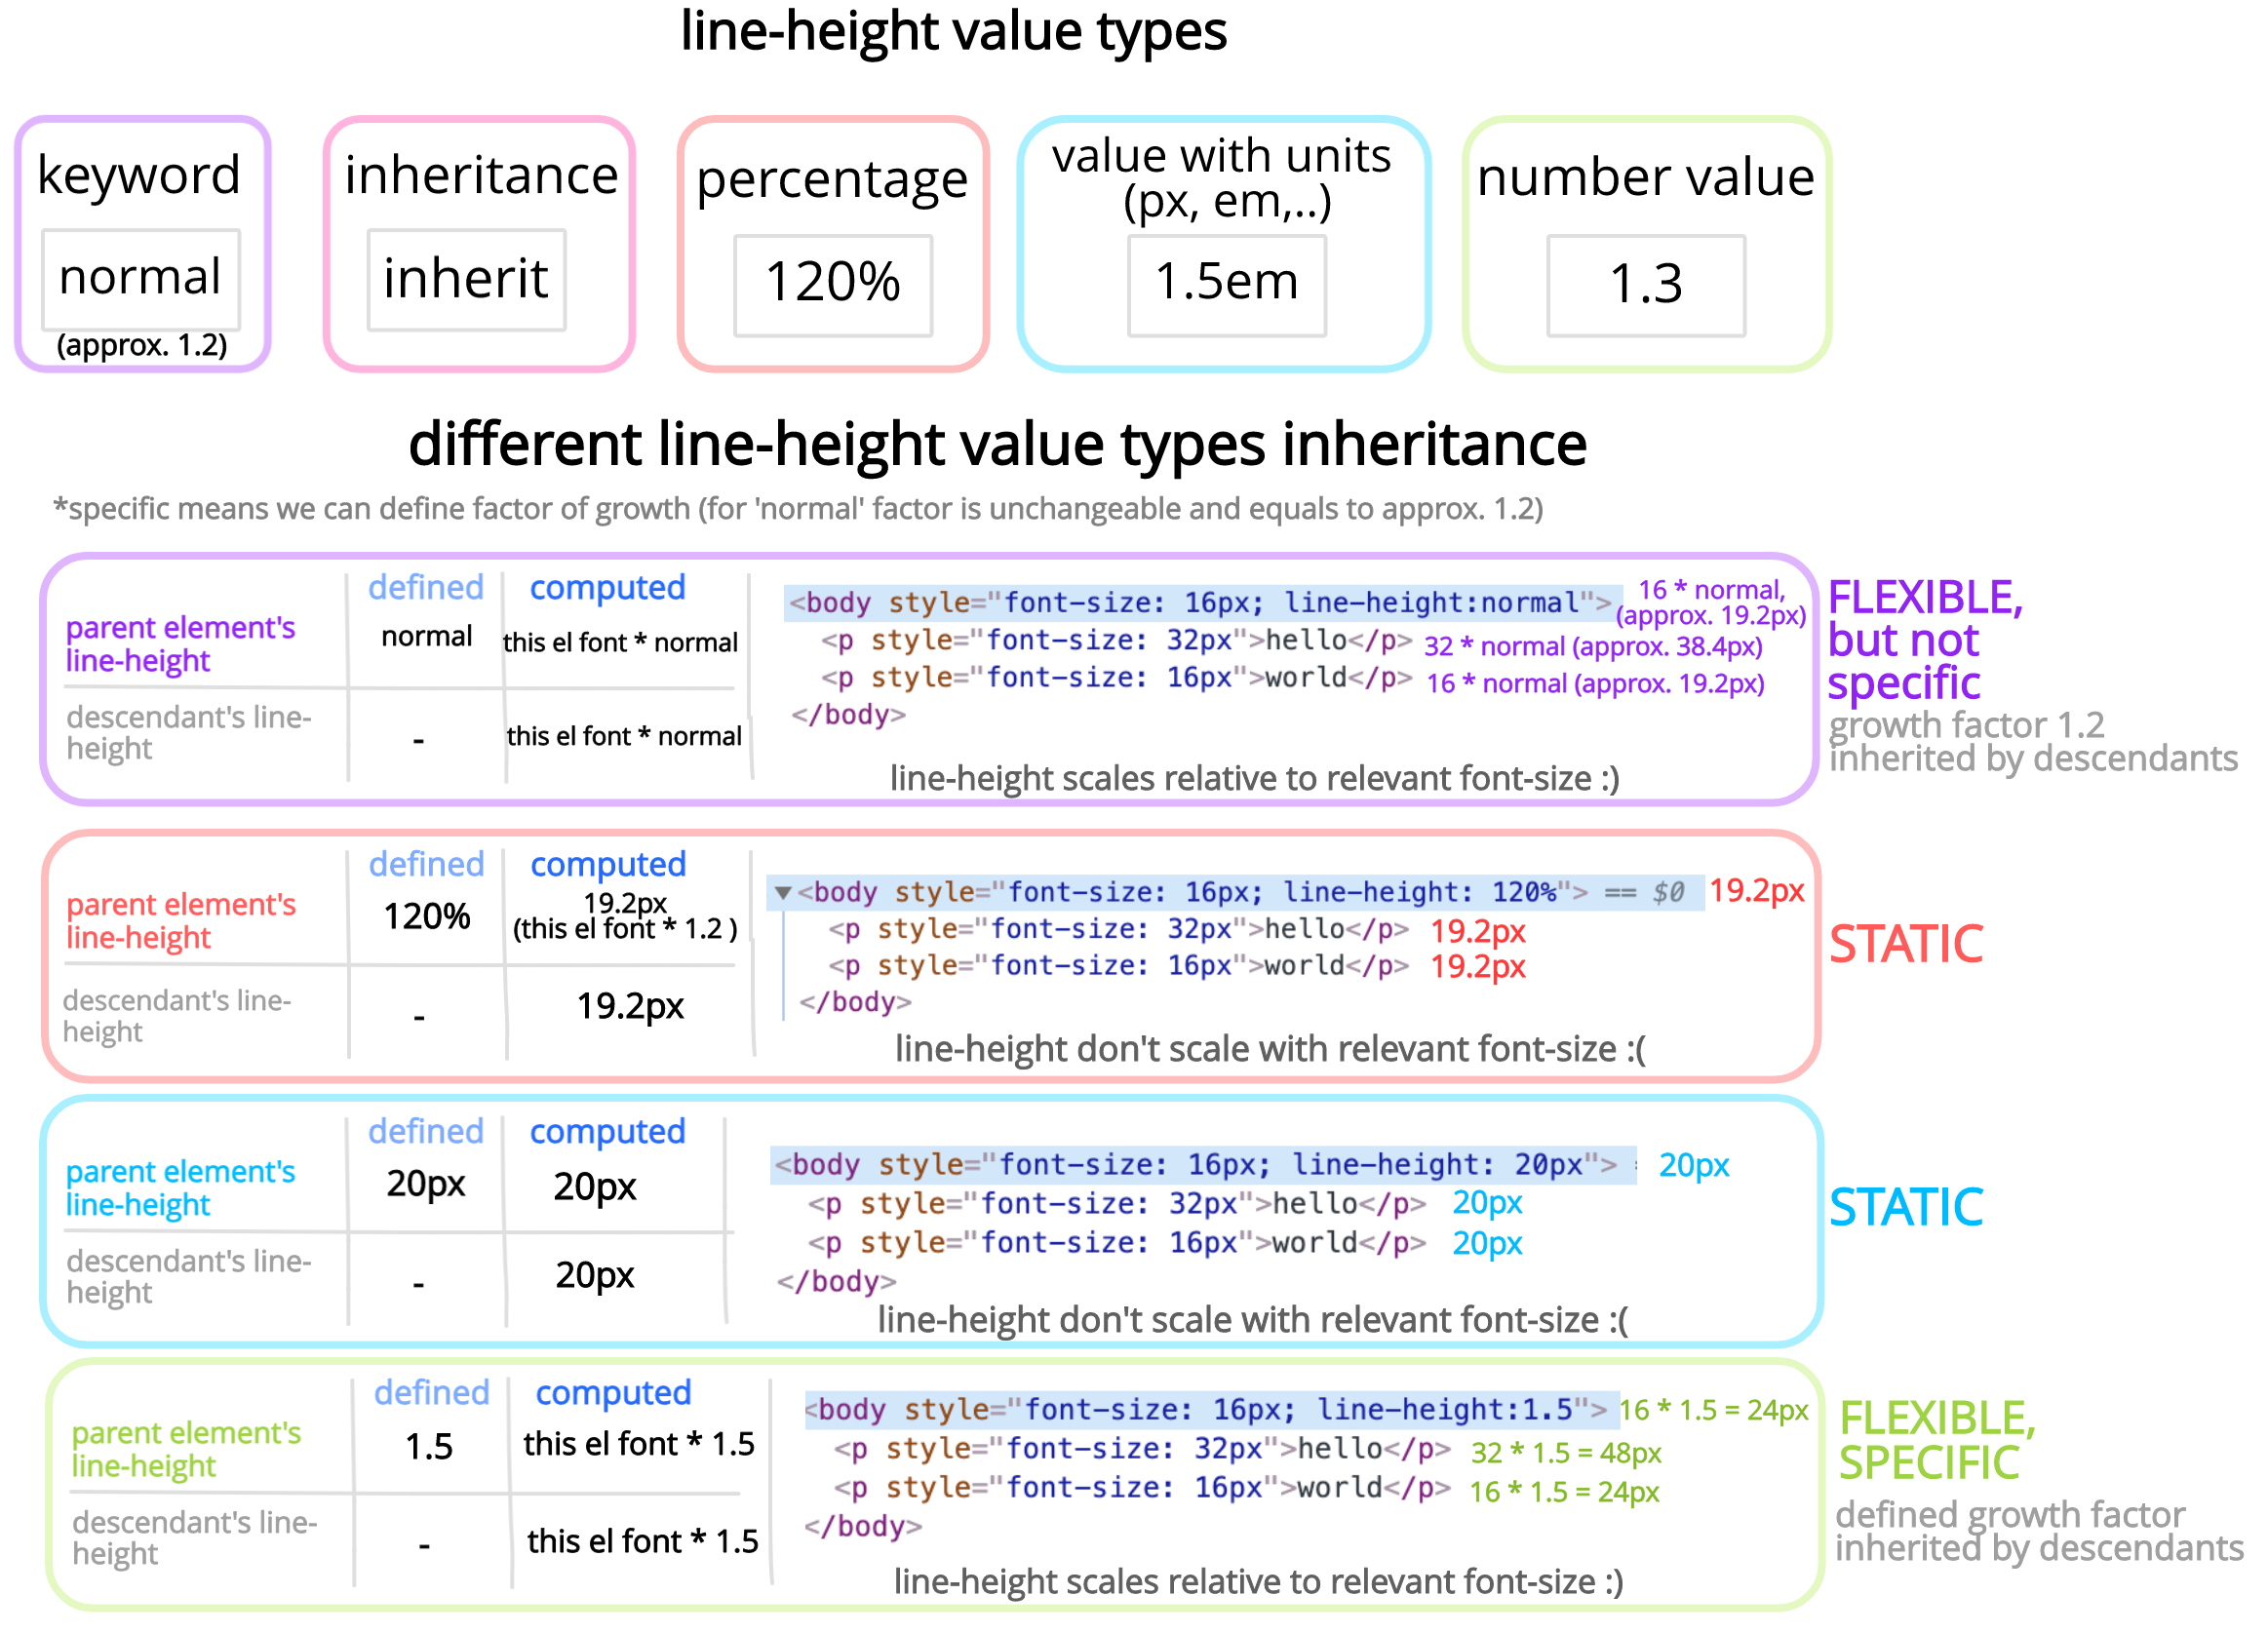 line-height value types
keyword
normal
(approx. 1.2)
inheritance
inherit
percentage
120%
value with units
(px, em,..)
1.5em
number value
1.3
different line-height value types inheritance
*specific means we can define factor of growth (for 'normal' factor is unchangeable and equals to approx. 1.2)
defined
computed
parent element's
line-height
normal
this el font * normal
descendant's line-
height
-
this el font * normal
<body style="font-size: 16px; line-height:normal">
16 * normal,
(approx. 19.2px)
<p style="font-size: 32px">hello</p> 32 * normal (approx. 38.4px)
<p style="font-size: 16px">world</p> 16 * normal (approx. 19.2px)
</body>
line-height scales relative to relevant font-size :)
FLEXIBLE,
but not
specific
growth factor 1.2
inherited by descendants
defined
computed
parent element's
line-height
120%
19.2px
(this el font * 1.2 )
descendant's line-
height
-
19.2px
<body style="font-size: 16px; line-height: 120%"> == $0 19.2px
<p style="font-size: 32px">hello</p> 19.2px
<p style="font-size: 16px">world</p> 19.2px
</body>
line-height don't scale with relevant font-size :(
STATIC
defined
computed
parent element's
line-height
20px
20px
descendant's line-
height
-
20px
<body style="font-size: 16px; line-height: 20px"> 20px
<p style="font-size: 32px">hello</p> 20px
<p style="font-size: 16px">world</p> 20px
</body>
line-height don't scale with relevant font-size :(
STATIC
defined
computed
parent element's
line-height
1.5
this el font * 1.5
descendant's line-
height
-
this el font * 1.5
<body style="font-size: 16px; line-height:1.5"> 16 * 1.5 = 24px
<p style="font-size: 32px">hello</p> 32 * 1.5 = 48px
<p style="font-size: 16px">world</p> 16 * 1.5 = 24px
</body>
line-height scales relative to relevant font-size :)
FLEXIBLE,
SPECIFIC
defined growth factor
inherited by descendants